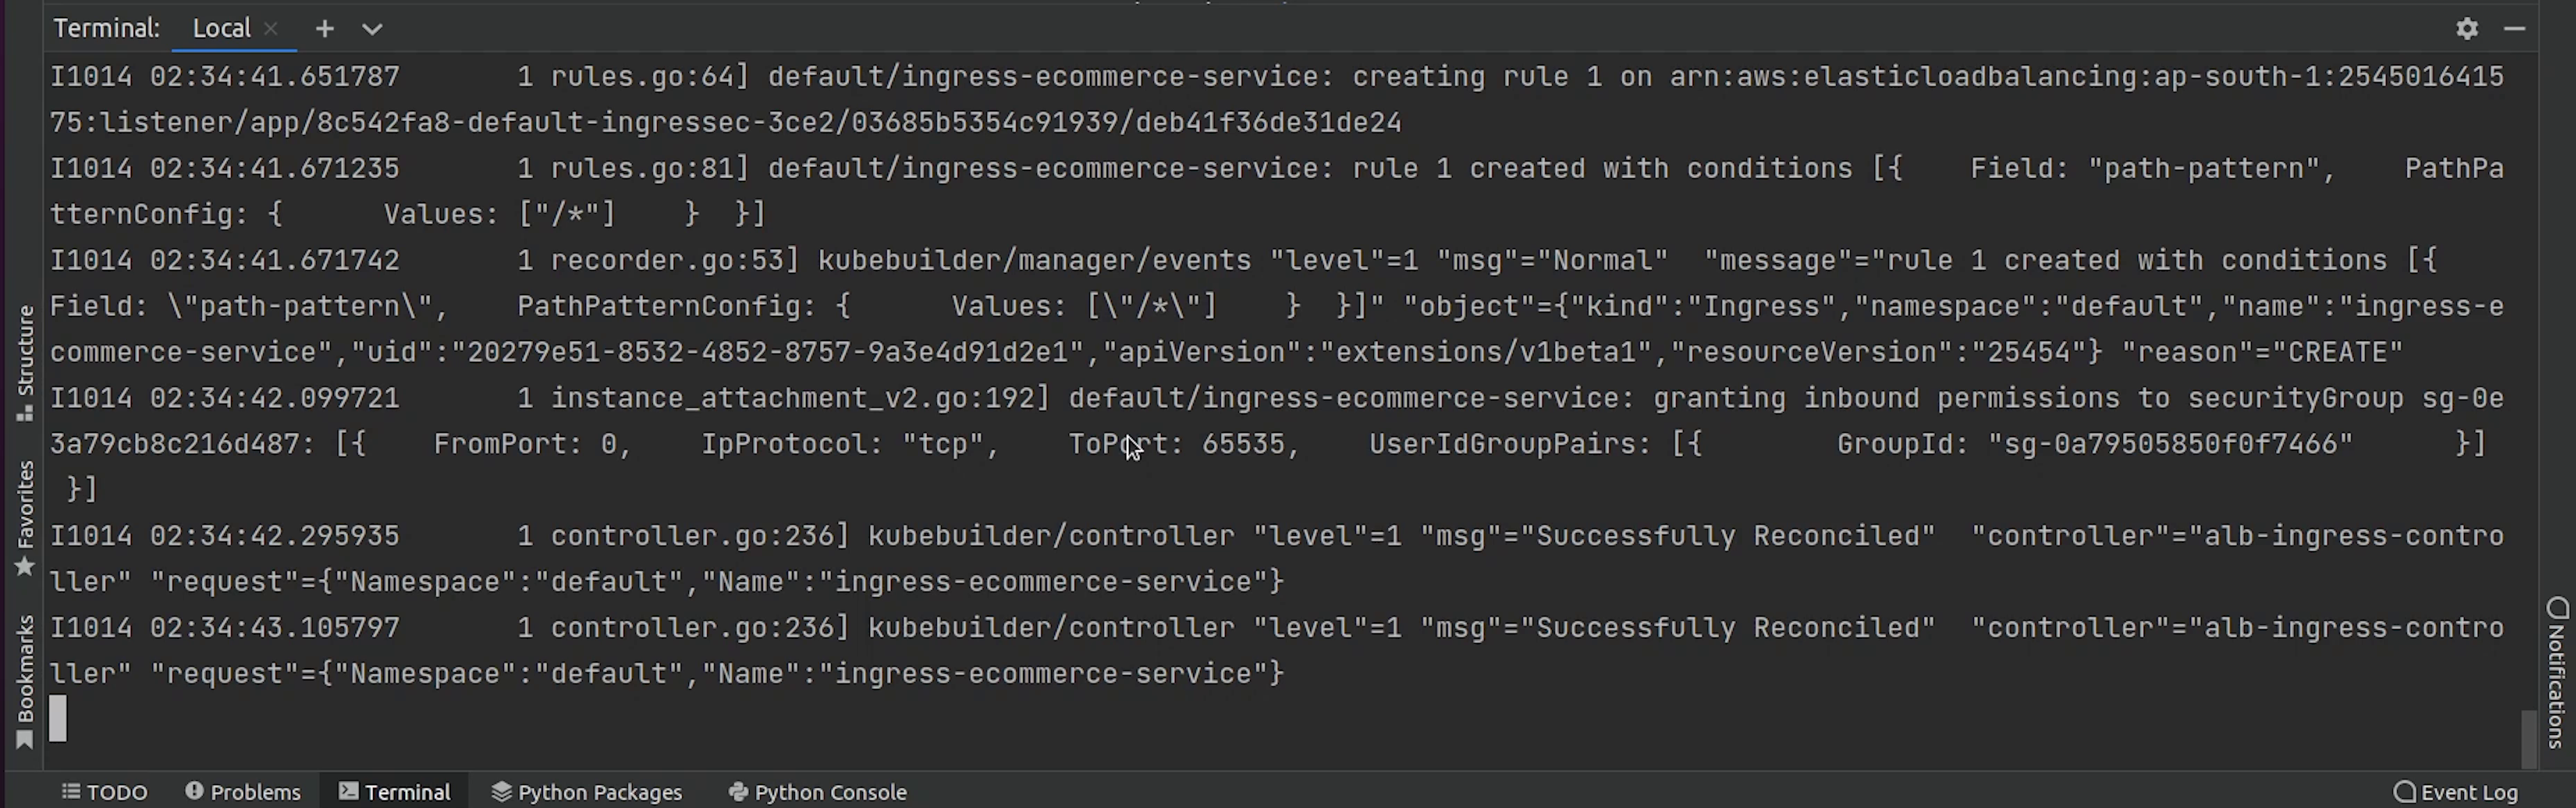 Terminal: Local
I1014 02:34:41.651787       1 rules.go:64] default/ingress-ecommerce-service: creating rule 1 on arn:aws:elasticloadbalancing:ap-south-1:2545016415
75:listener/app/8c542fa8-default-ingressec-3ce2/03685b5354c91939/deb41f36de31de24
I1014 02:34:41.671235       1 rules.go:81] default/ingress-ecommerce-service: rule 1 created with conditions [{    Field: "path-pattern",    PathPa
tternConfig: {      Values: ["/*"]    }  }]
I1014 02:34:41.671742       1 recorder.go:53] kubebuilder/manager/events "level"=1 "msg"="Normal"  "message"="rule 1 created with conditions [{
Field: \"path-pattern\",    PathPatternConfig: {      Values: [\"/*\"]    }  }]" "object"={"kind":"Ingress","namespace":"default","name":"ingress-e
commerce-service","uid":"20279e51-8532-4852-8757-9a3e4d91d2e1","apiVersion":"extensions/v1beta1","resourceVersion":"25454"} "reason"="CREATE"
I1014 02:34:42.099721       1 instance_attachment_v2.go:192] default/ingress-ecommerce-service: granting inbound permissions to securityGroup sg-0e
3a79cb8c216d487: [{    FromPort: 0,    IpProtocol: "tcp",    ToPort: 65535,    UserIdGroupPairs: [{        GroupId: "sg-0a79505850f0f7466"      }]
 }]
I1014 02:34:42.295935       1 controller.go:236] kubebuilder/controller "level"=1 "msg"="Successfully Reconciled"  "controller"="alb-ingress-contro
ller" "request"={"Namespace":"default","Name":"ingress-ecommerce-service"}
I1014 02:34:43.105797       1 controller.go:236] kubebuilder/controller "level"=1 "msg"="Successfully Reconciled"  "controller"="alb-ingress-contro
ller" "request"={"Namespace":"default","Name":"ingress-ecommerce-service"}
Structure
Favorites
Bookmarks
Notifications
TODO Problems Terminal Python Packages Python Console Event Log